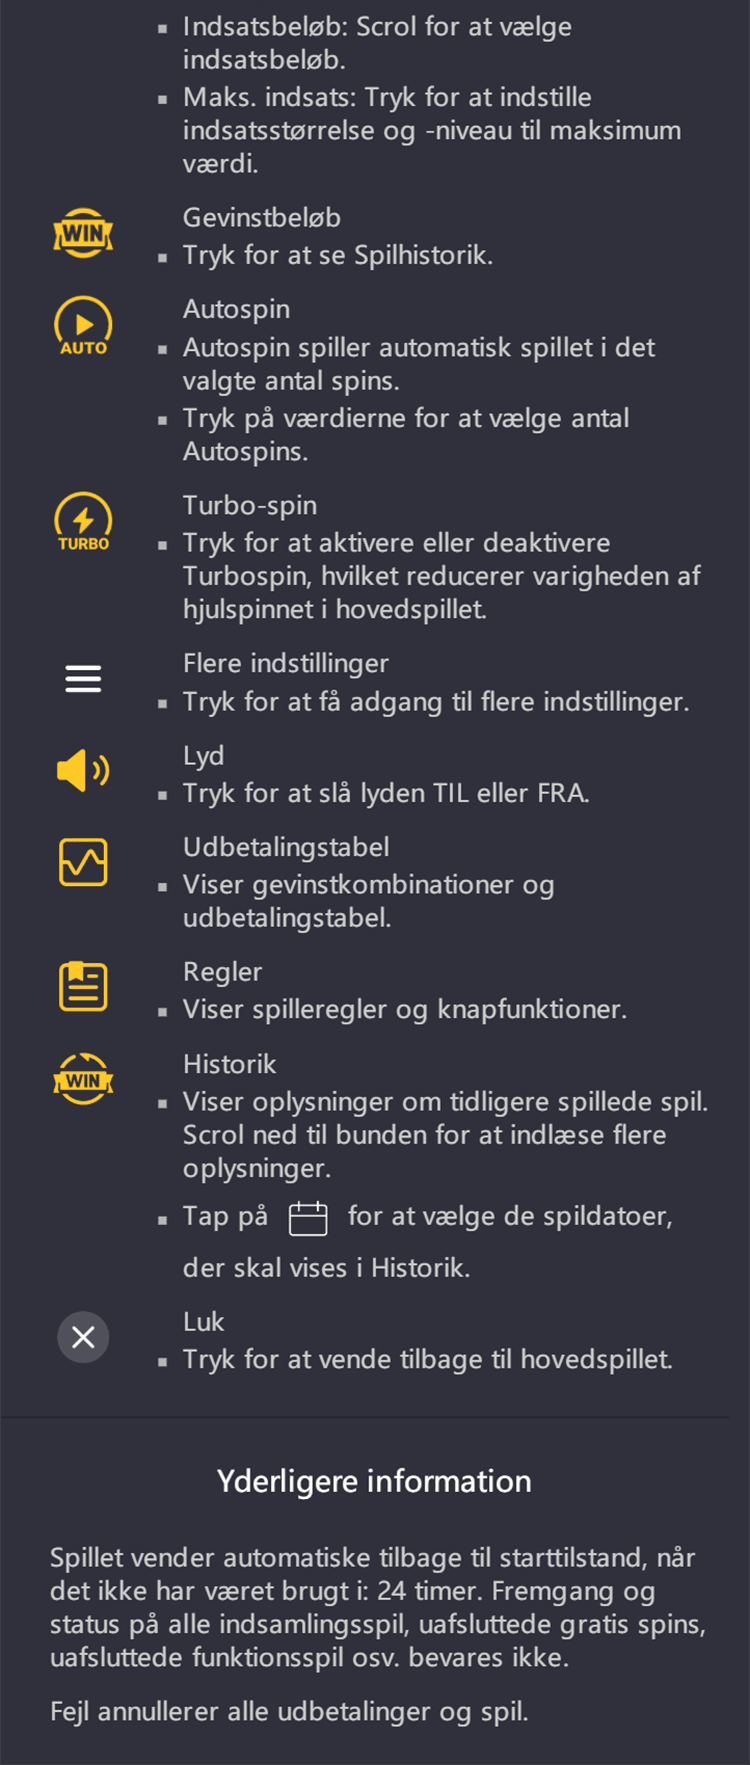 ▪ Indsatsbeløb: Scrol for at vælge
indsatsbeløb.
▪ Maks. indsats: Tryk for at indstille
indsatsstørrelse og -niveau til maksimum
værdi.
WIN
Gevinstbeløb
▪ Tryk for at se Spilhistorik.
AUTO
Autospin
▪ Autospin spiller automatisk spillet i det
valgte antal spins.
▪ Tryk på værdierne for at vælge antal
Autospins.
TURBO
Turbo-spin
▪ Tryk for at aktivere eller deaktivere
Turbospin, hvilket reducerer varigheden af
hjulspinnet i hovedspillet.
Flere indstillinger
▪ Tryk for at få adgang til flere indstillinger.
Lyd
▪ Tryk for at slå lyden TIL eller FRA.
Udbetalingstabel
▪ Viser gevinstkombinationer og
udbetalingstabel.
Regler
▪ Viser spilleregler og knapfunktioner.
WIN
Historik
▪ Viser oplysninger om tidligere spillede spil.
Scrol ned til bunden for at indlæse flere
oplysninger.
▪ Tap på for at vælge de spildatoer,
der skal vises i Historik.
Luk
▪ Tryk for at vende tilbage til hovedspillet.
Yderligere information
Spillet vender automatiske tilbage til starttilstand, når
det ikke har været brugt i: 24 timer. Fremgang og
status på alle indsamlingsspil, uafsluttede gratis spins,
uafsluttede funktionsspil osv. bevares ikke.
Fejl annullerer alle udbetalinger og spil.